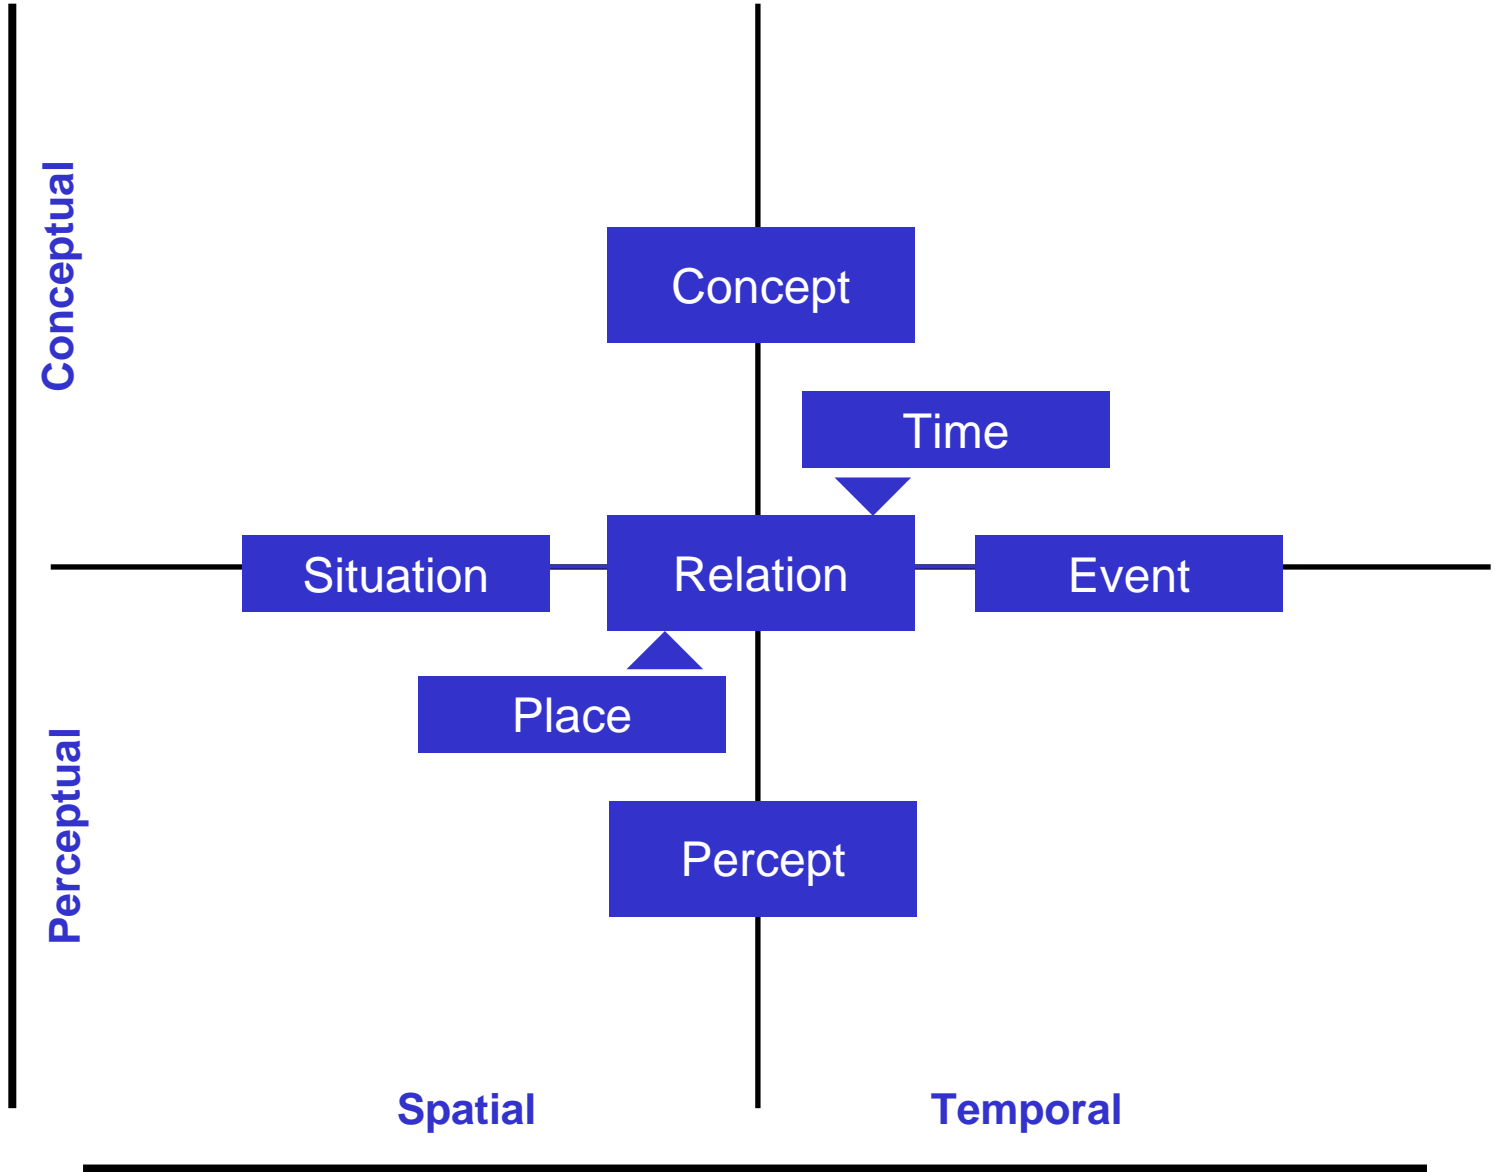 Conceptual
Concept
Time
Situation
Relation
Event
Place
Perceptual
Percept
Spatial
Temporal